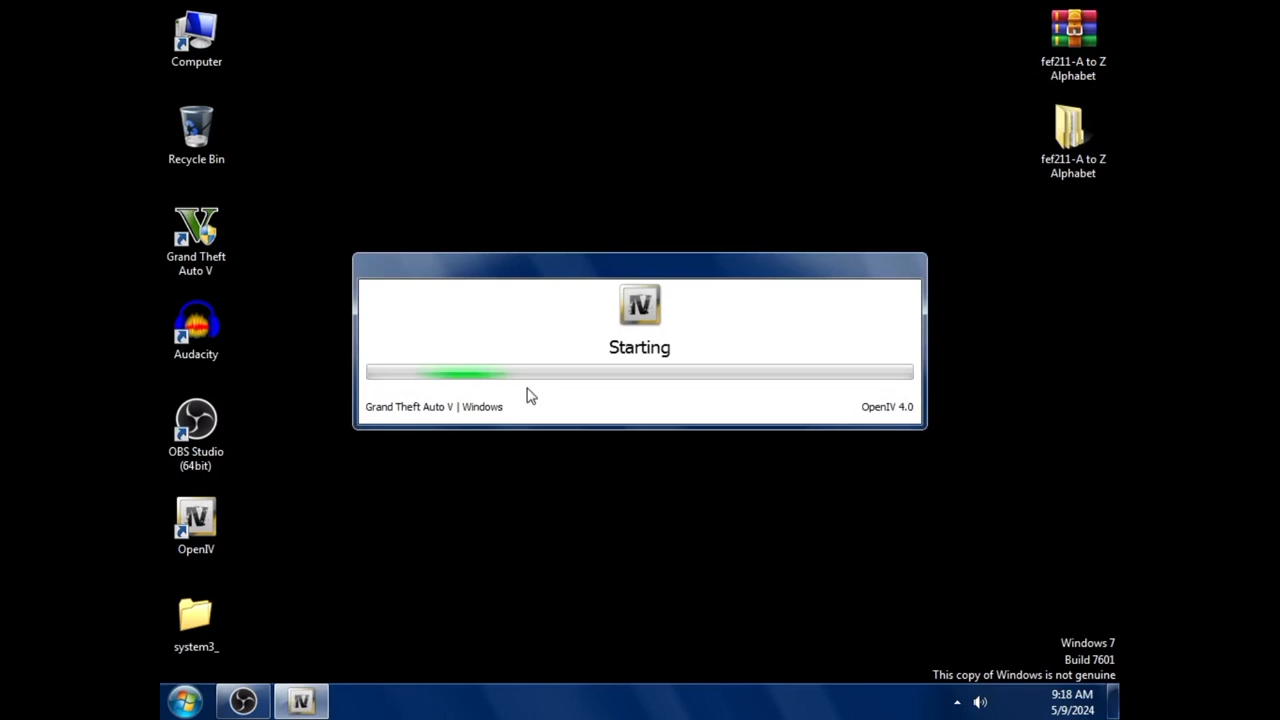 Computer
Recycle Bin
Grand Theft
Auto V
Audacity
OBS Studio
(64bit)
OpenIV
system3_
fef211-A to Z
Alphabet
fef211-A to Z
Alphabet
IV
Starting
Grand Theft Auto V | Windows
OpenIV 4.0
Windows 7
Build 7601
This copy of Windows is not genuine
9:18 AM
5/9/2024